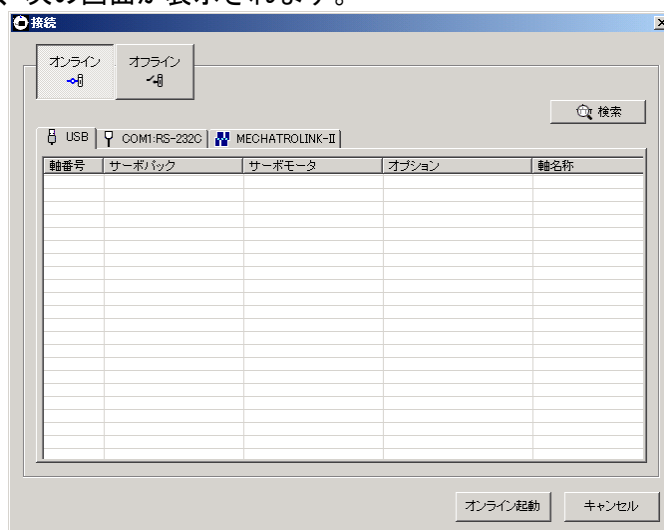 、次の画面が表示されます。
接続
オンライン オフライン
検索
USB COM1:RS-232C MECHATROLINK-II
軸番号 サーボパック サーボモータ オプション 軸名称
オンライン起動 キャンセル